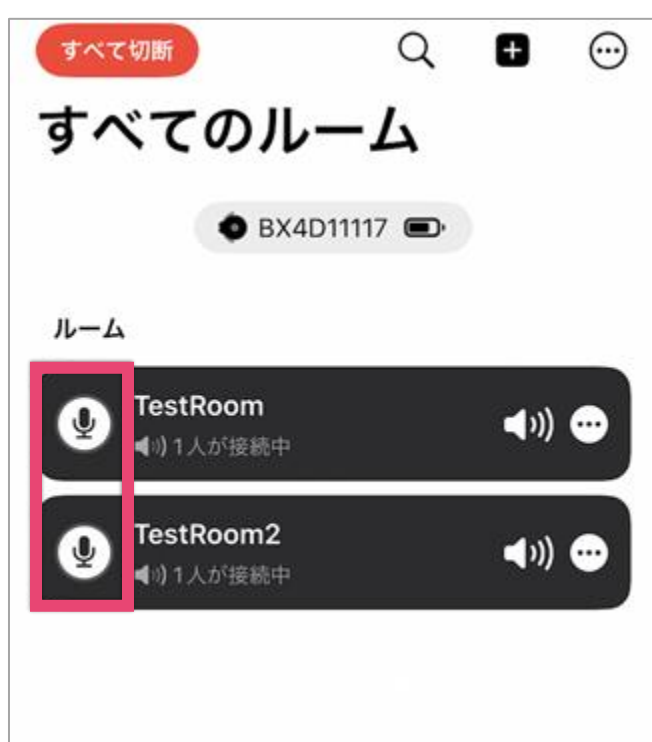 すべて切断
すべてのルーム
BX4D11117
ルーム
TestRoom
1人が接続中
TestRoom2
1人が接続中